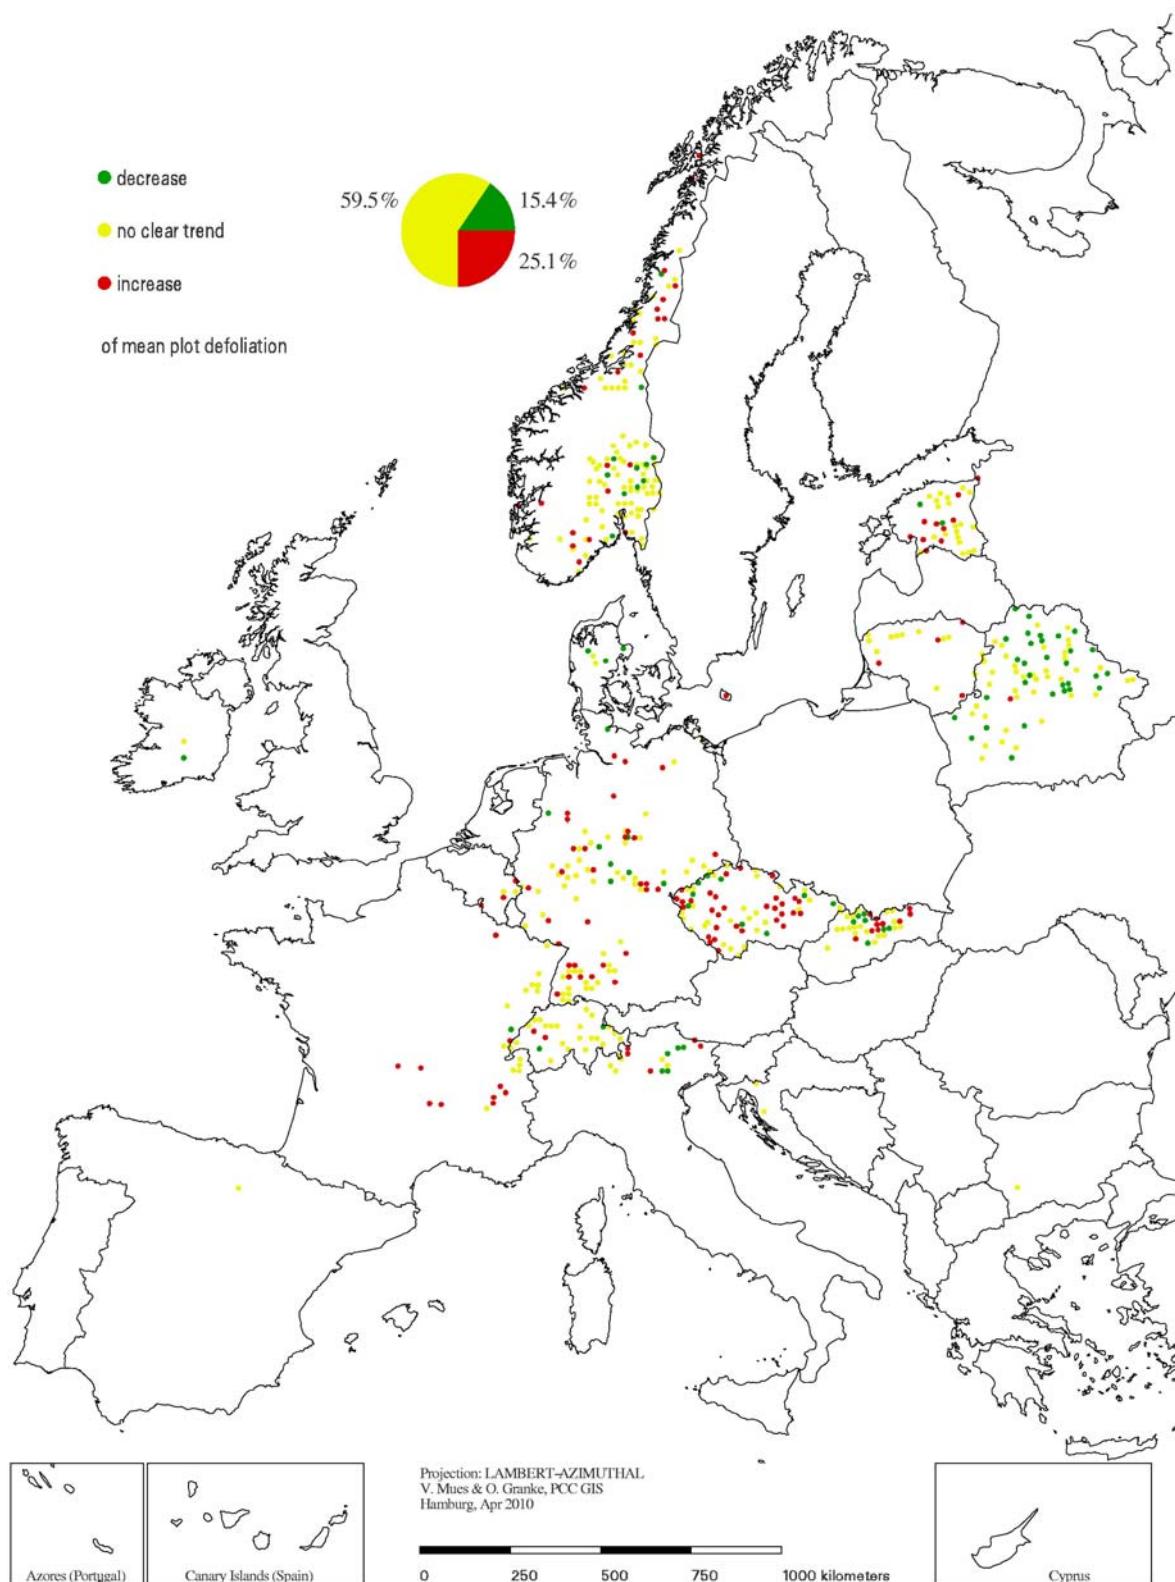 decrease
no clear trend
increase
of mean plot defoliation
59.5%
15.4%
25.1%
Projection: LAMBERT-AZIMUTHAL
V. Mues & O. Granke, PCC GIS
Hamburg, Apr 2010
Azores (Portugal)
Canary Islands (Spain)
0 250 500 750 1000 kilometers
Cyprus